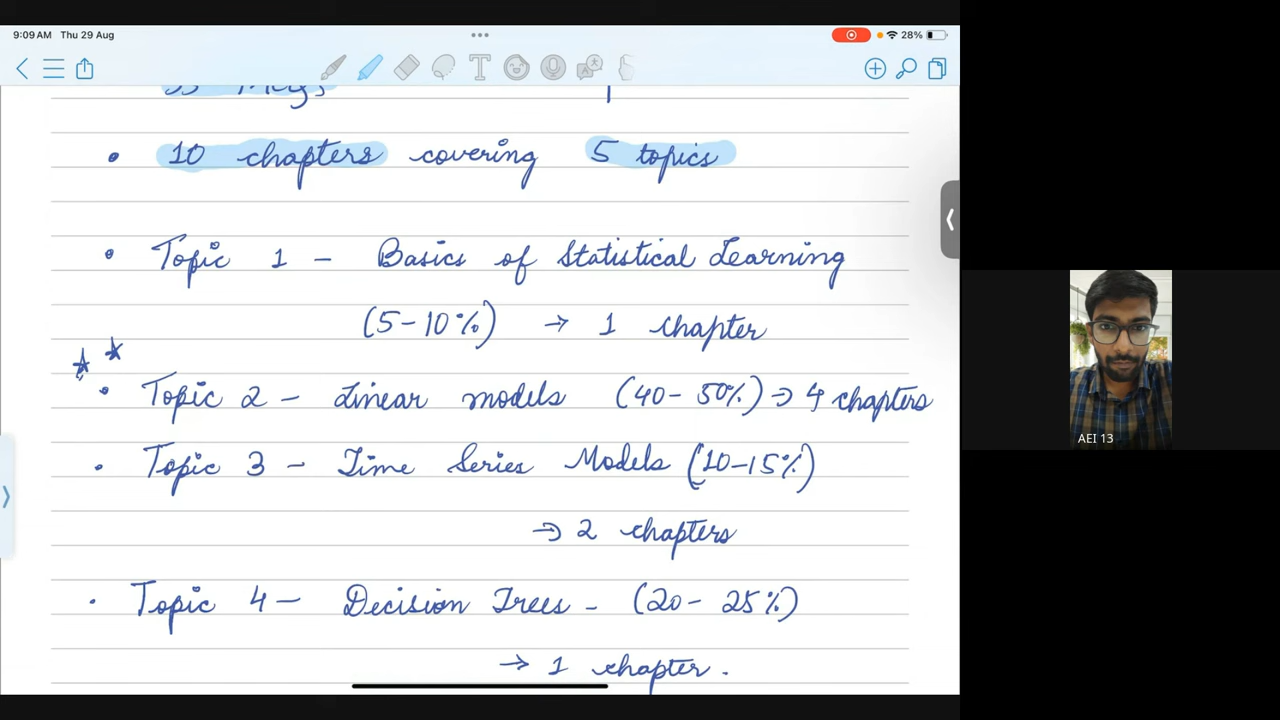 9:09 AM Thu 29 Aug
28%
T
• 10 chapters covering 5 topics
• Topic 1 - Basics of Statistical Learning
(5-10%) → 1 chapter
• Topic 2 - Linear models (40-50%) → 4 chapters
• Topic 3 - Time Series Models (10-15%)
→ 2 chapters
• Topic 4 - Decision Trees - (20-25%)
→ 1 chapter.
AEI 13